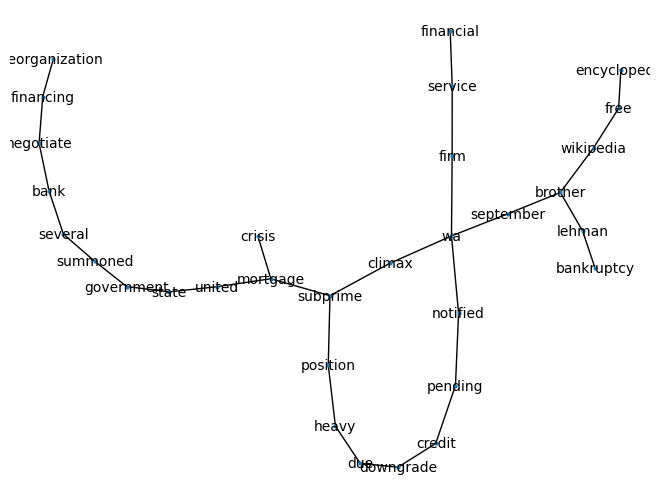 financial
eorganization
encycloped
service
financing
free
negotiate
wikipedia
firm
bank
brother
september
several
crisis
wa
lehman
summoned
climax
bankruptcy
mortgage
government
state
united
subprime
notified
position
pending
heavy
credit
due
downgrade